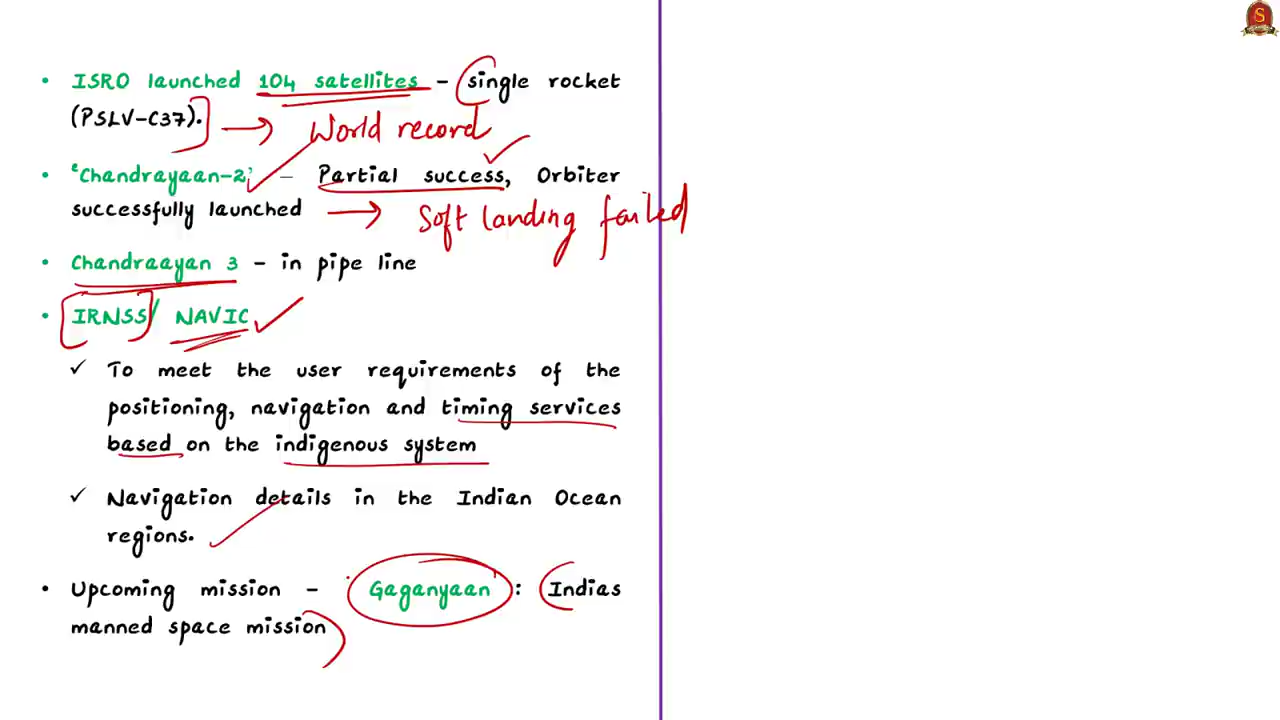 • ISRO launched 104 satellites - single rocket
(PSLV-C37).
→ World record
• 'Chandrayaan-2' - Partial success, Orbiter
successfully launched
→ Soft landing failed
• Chandraayan 3 - in pipe line
• IRNSS/ NAVIC
✓ To meet the user requirements of the
positioning, navigation and timing services
based on the indigenous system
✓ Navigation details in the Indian Ocean
regions.
• Upcoming mission - Gaganyaan : Indias
manned space mission